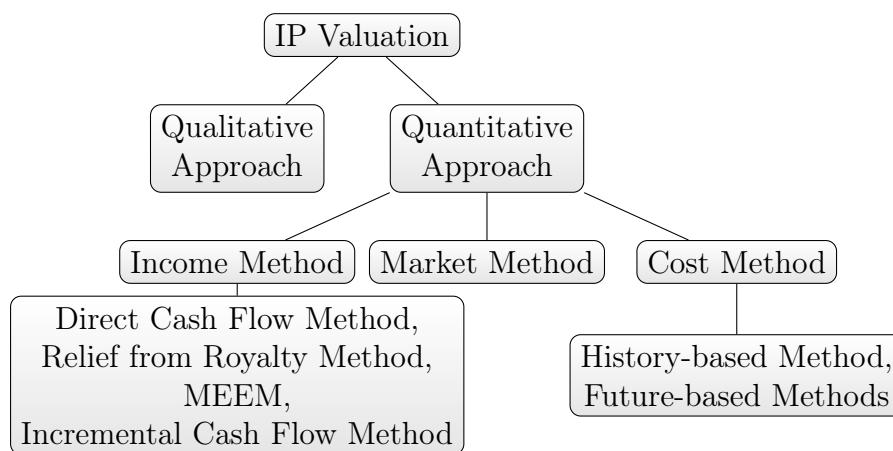 IP Valuation
Qualitative
Approach
Quantitative
Approach
Income Method
Market Method
Cost Method
Direct Cash Flow Method,
Relief from Royalty Method,
MEEM,
Incremental Cash Flow Method
History-based Method,
Future-based Methods